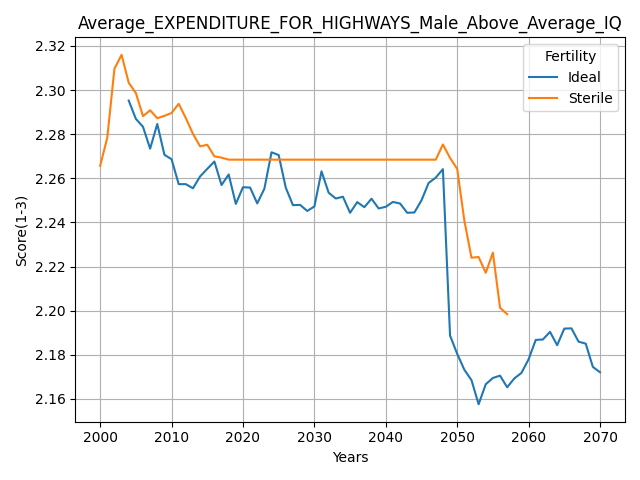 Average_EXPENDITURE_FOR_HIGHWAYS_Male_Above_Average_IQ
Fertility
Ideal
Sterile
Score(1-3)
2.32
2.30
2.28
2.26
2.24
2.22
2.20
2.18
2.16
2000 2010 2020 2030 2040 2050 2060 2070
Years